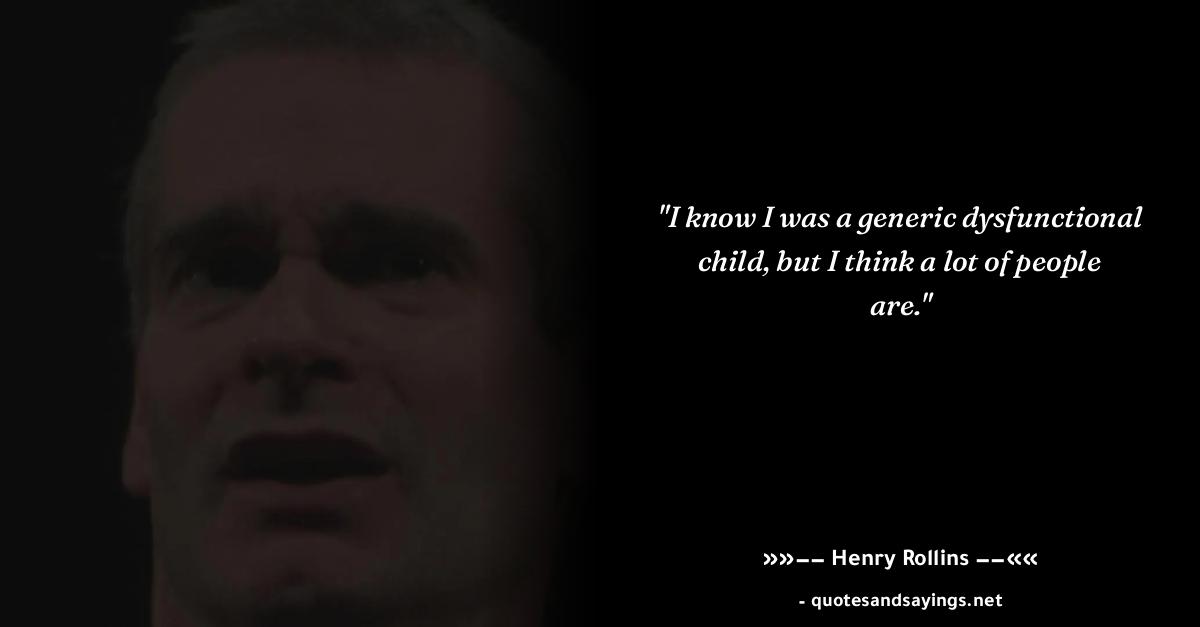 "I know I was a generic dysfunctional
child, but I think a lot of people
are."
»»−− Henry Rollins −−««
- quotesandsayings.net